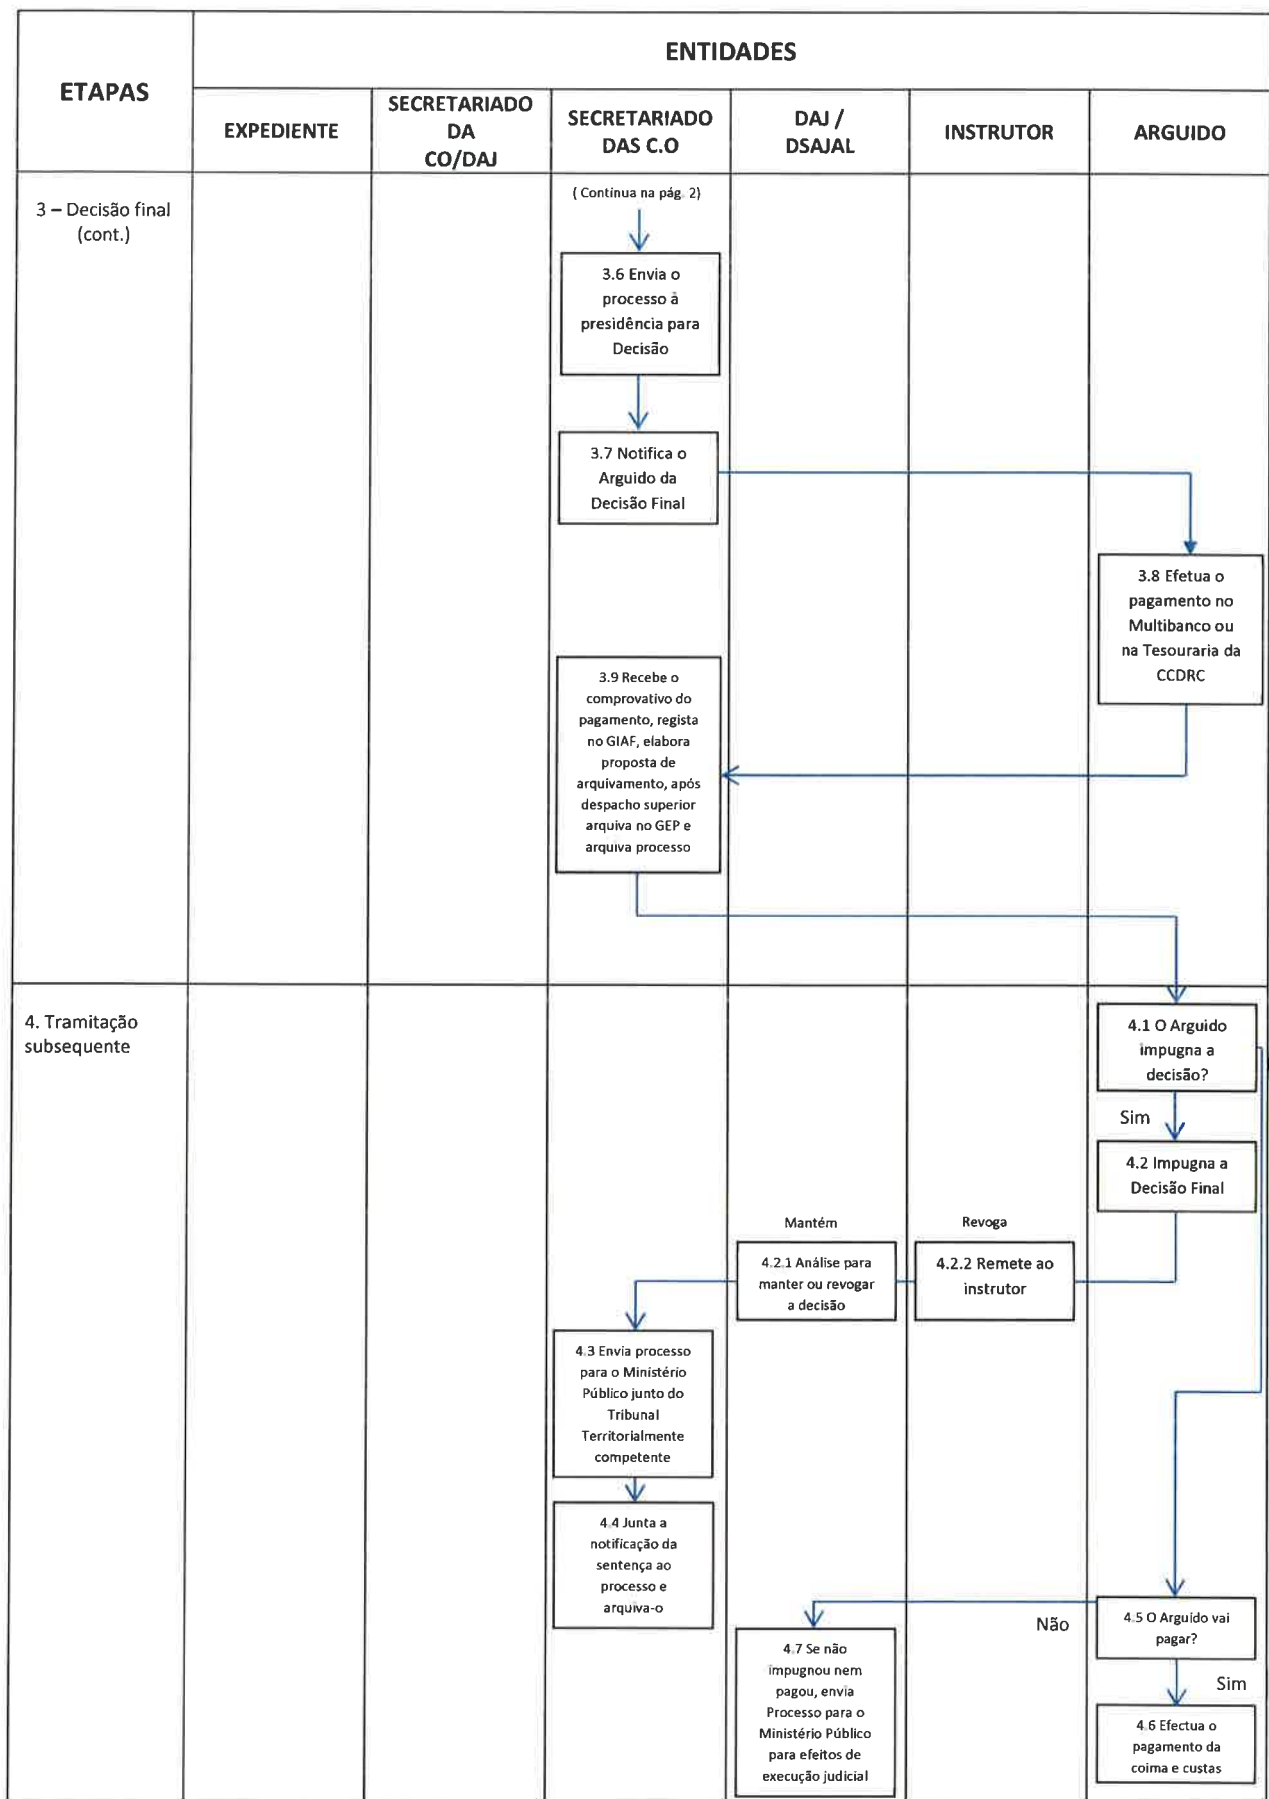 ETAPAS
ENTIDADES
EXPEDIENTE
SECRETARIADO
DA
CO/DAJ
SECRETARIADO
DAS C.O
DAJ /
DSAJAL
INSTRUTOR
ARGUIDO
3 – Decisão final
(cont.)
( Contínua na pág. 2)
3.6 Envia o
processo à
presidência para
Decisão
3.7 Notifica o
Arguido da
Decisão Final
3.8 Efetua o
pagamento no
Multibanco ou
na Tesouraria da
CCDRC
3.9 Recebe o
comprovativo do
pagamento, regista
no GIAF, elabora
proposta de
arquivamento, após
despacho superior
arquiva no GEP e
arquiva processo
4. Tramitação
subsequente
4.1 O Arguido
impugna a
decisão?
Sim
4.2 Impugna a
Decisão Final
Mantém
Revoga
4.2.1 Análise para
manter ou revogar
a decisão
4.2.2 Remete ao
instrutor
4.3 Envia processo
para o Ministério
Público junto do
Tribunal
Territorialmente
competente
4.4 Junta a
notificação da
sentença ao
processo e
arquiva-o
4.5 O Arguido vai
pagar?
Não
Sim
4.7 Se não
impugnou nem
pagou, envia
Processo para o
Ministério Público
para efeitos de
execução judicial
4.6 Efectua o
pagamento da
coima e custas